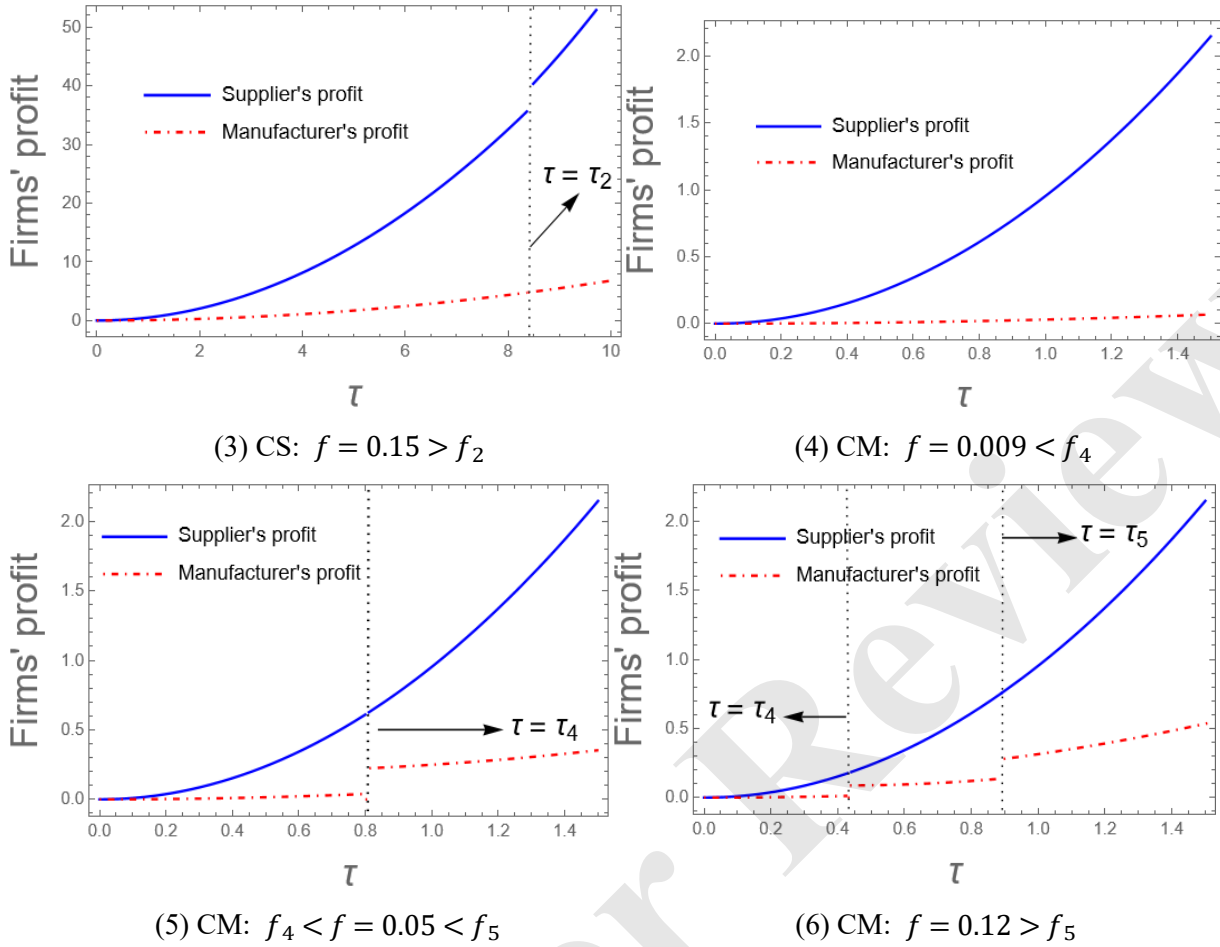 Firms' profit
50
40
30
20
10
0
Supplier's profit
Manufacturer's profit
τ = τ₂
0 2 4 6 8 10
τ
(3) CS: f = 0.15 > f₂
Firms' profit
2.0
1.5
1.0
0.5
0.0
Supplier's profit
Manufacturer's profit
0.0 0.2 0.4 0.6 0.8 1.0 1.2 1.4
τ
(4) CM: f = 0.009 < f₄
Firms' profit
2.0
1.5
1.0
0.5
0.0
Supplier's profit
Manufacturer's profit
τ = τ₄
0.0 0.2 0.4 0.6 0.8 1.0 1.2 1.4
τ
(5) CM: f₄ < f = 0.05 < f₅
Firms' profit
2.0
1.5
1.0
0.5
0.0
Supplier's profit
Manufacturer's profit
τ = τ₅
τ = τ₄
0.0 0.2 0.4 0.6 0.8 1.0 1.2 1.4
τ
(6) CM: f = 0.12 > f₅
r Review